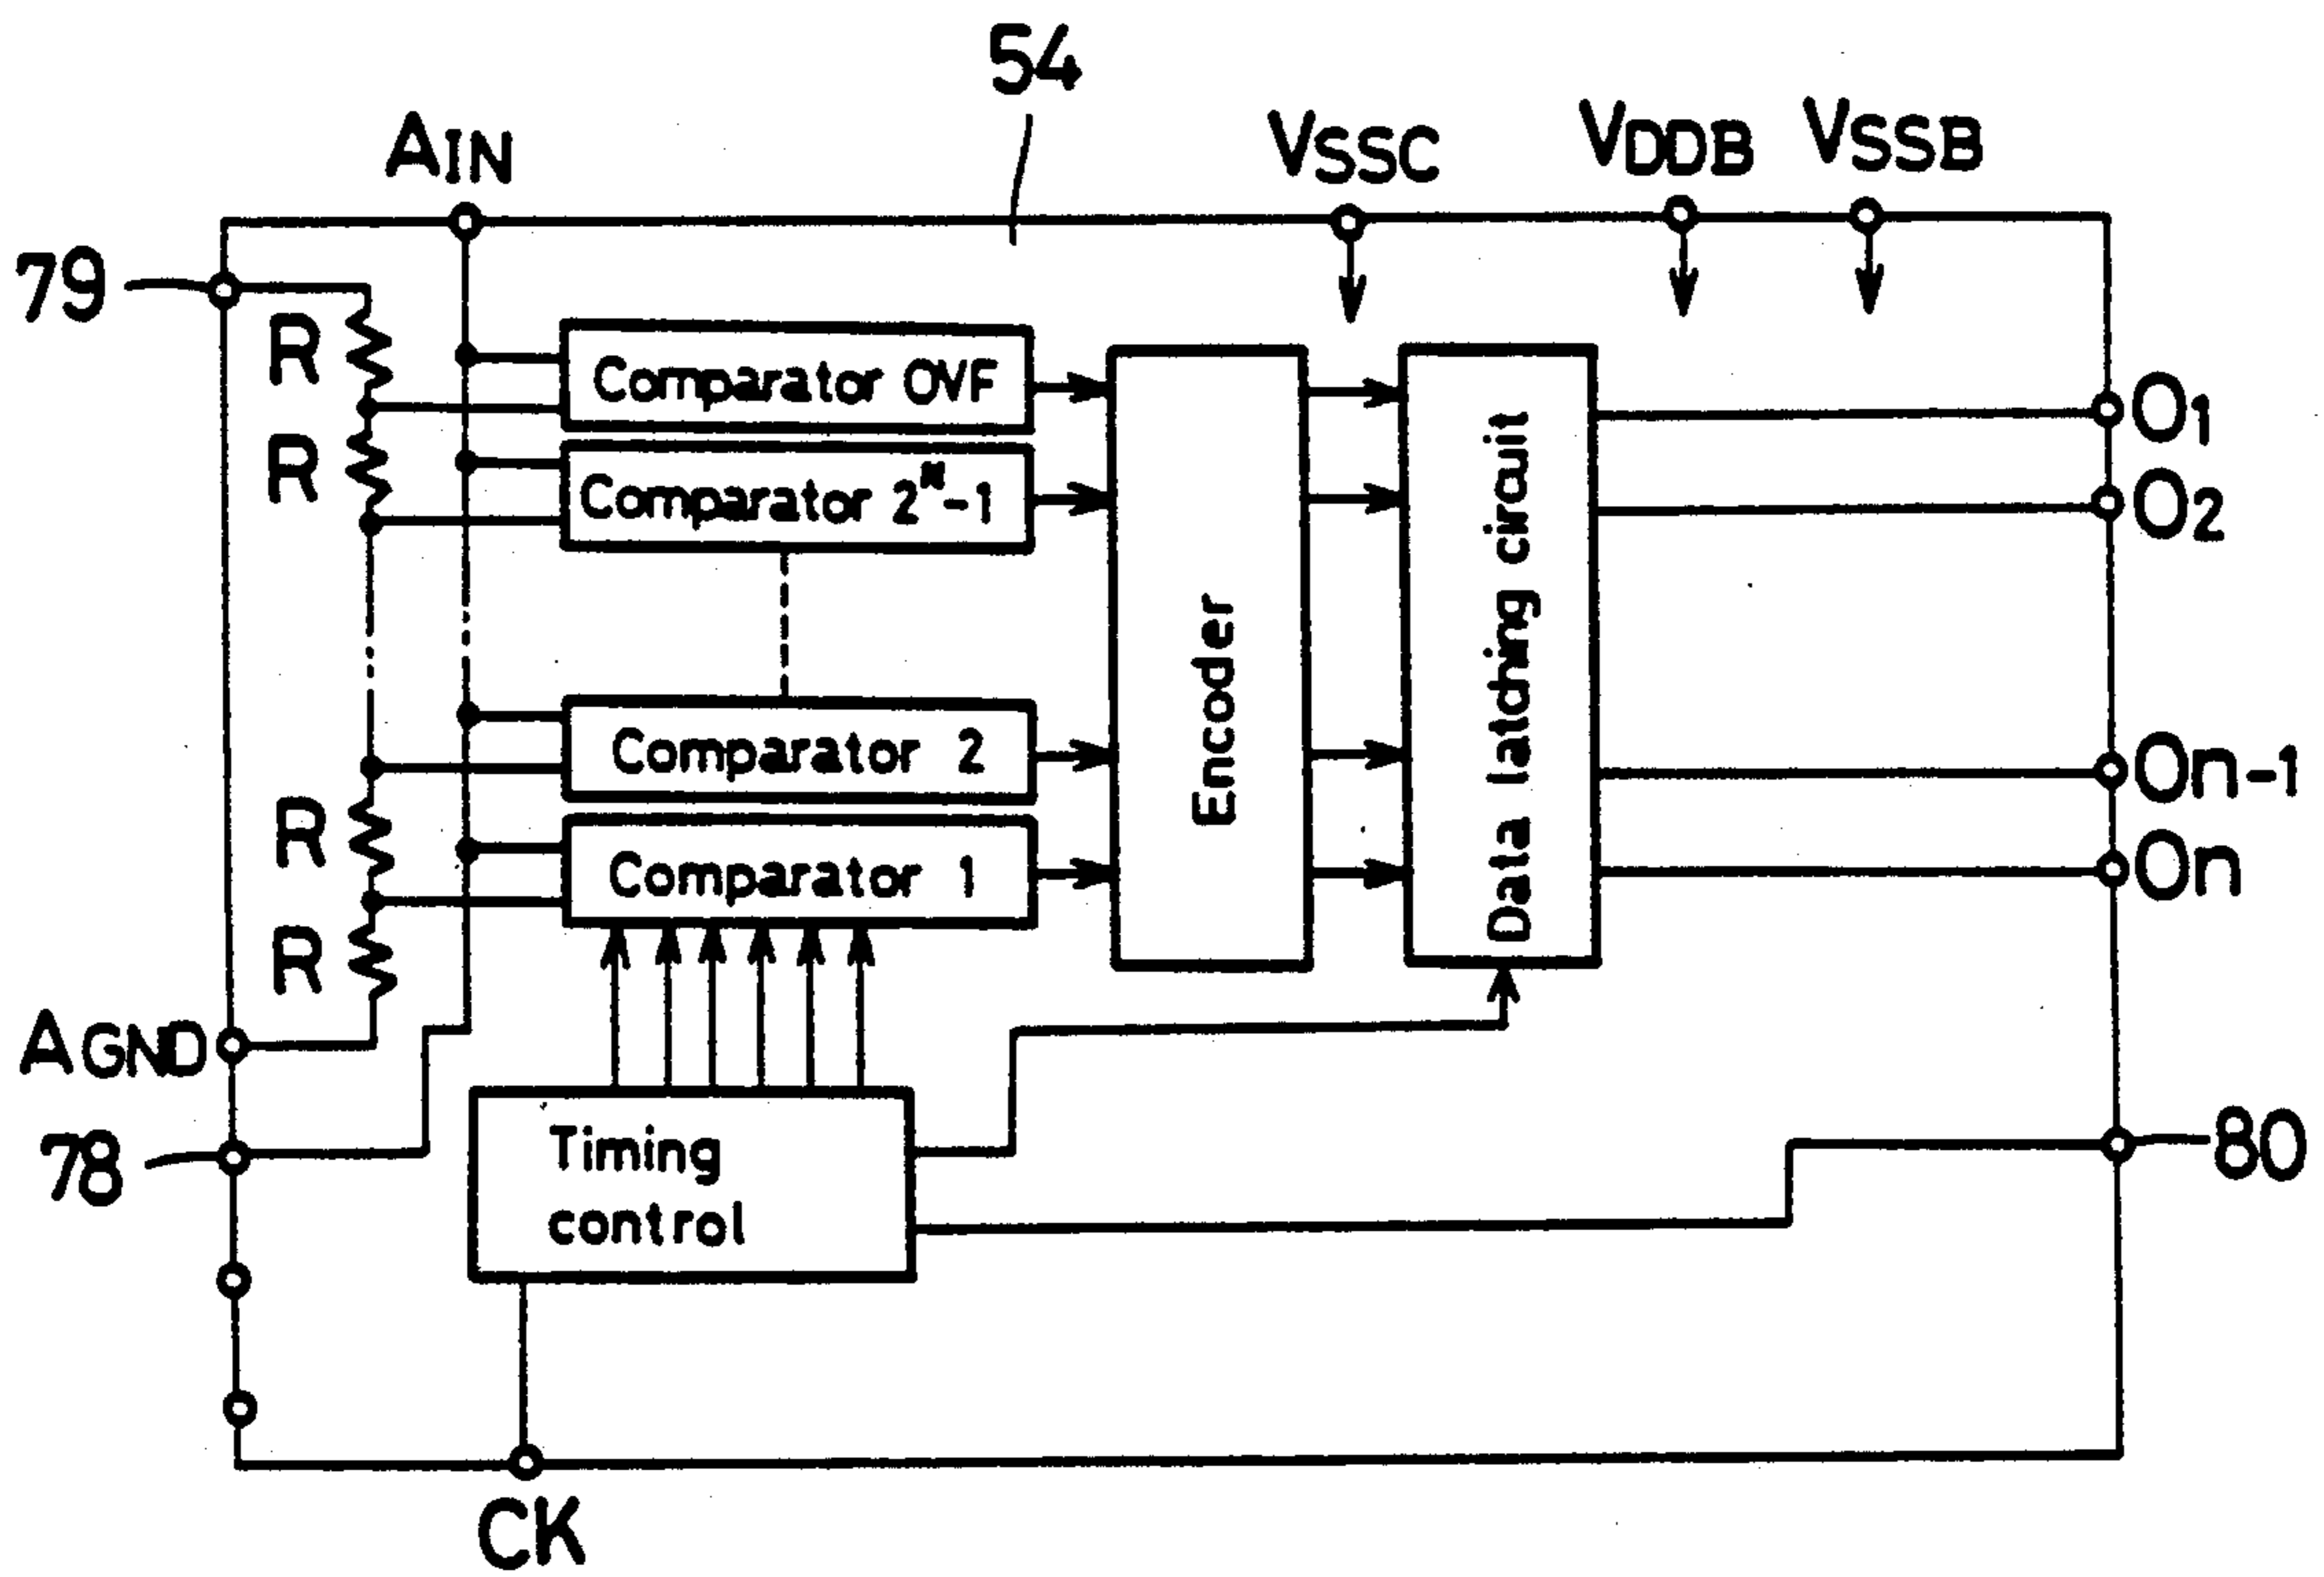 54
AIN
VSSC
VDDB
VSSB
79
R
Comparator OVF
O1
R
Comparator 2^N-1
O2
Encoder
Data latching circuit
Comparator 2
On-1
R
Comparator 1
On
R
AGND
78
Timing
control
80
CK